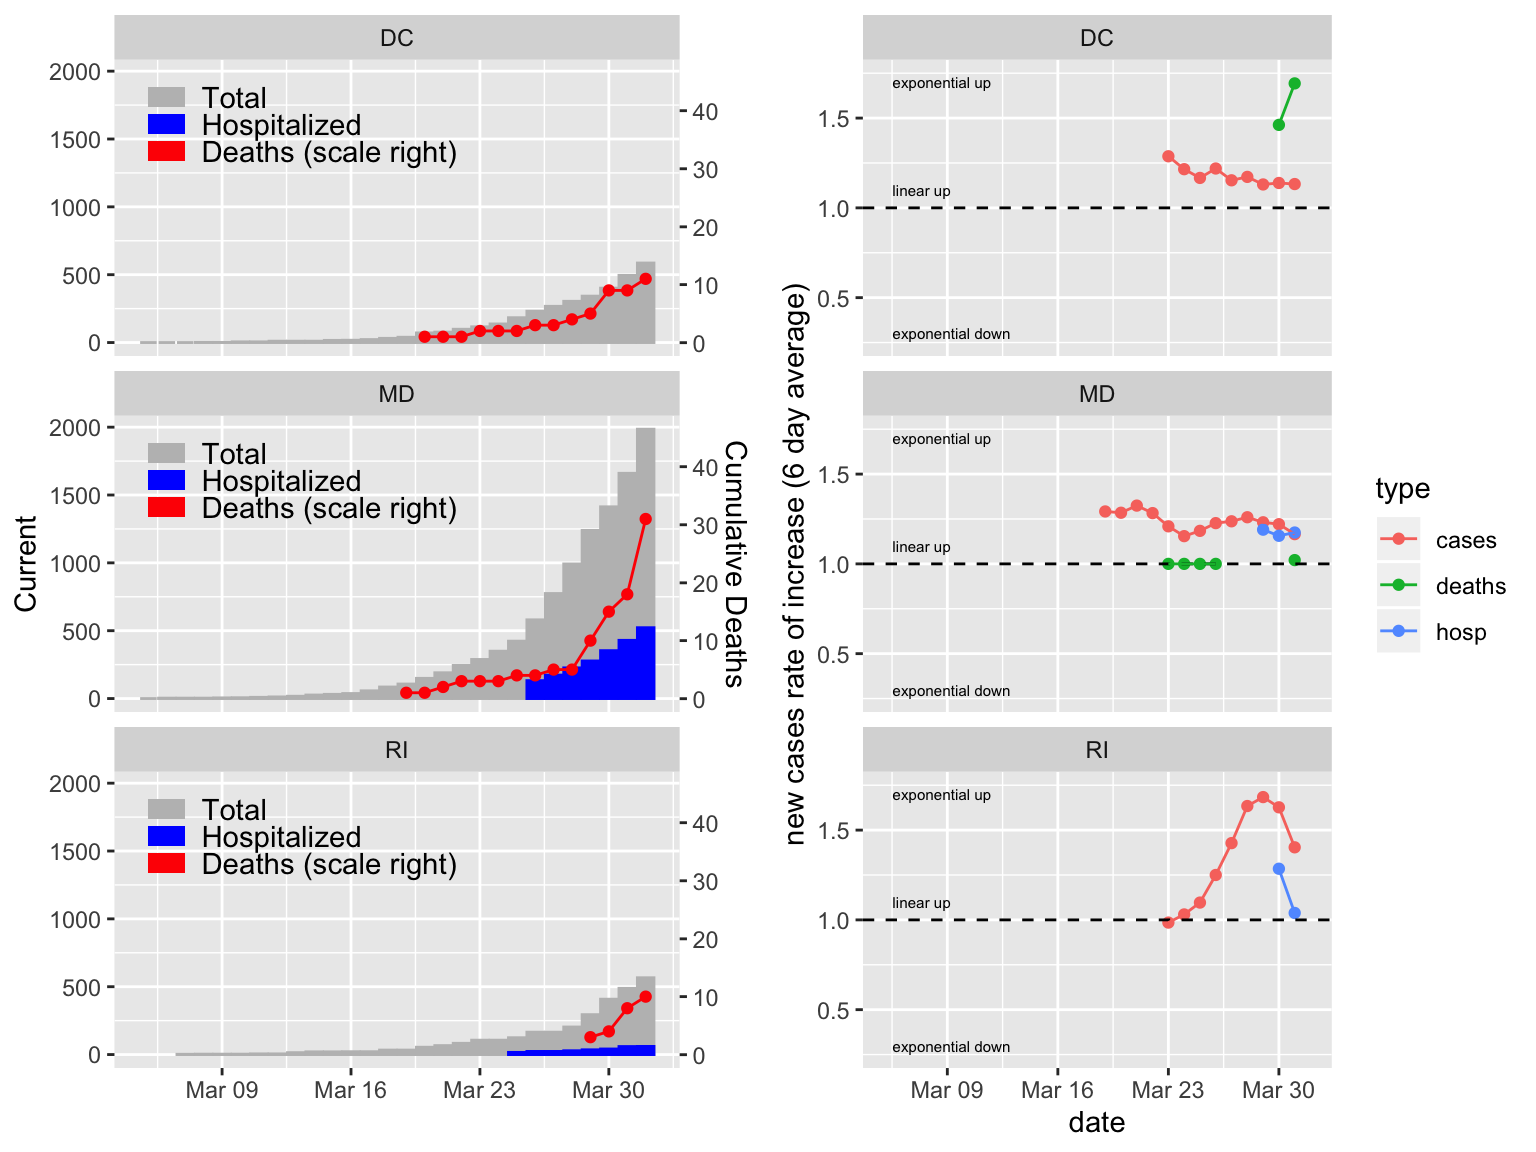 DC
2000
1500
1000
500
0
Total
Hospitalized
Deaths (scale right)
40
30
20
10
0
MD
2000
1500
1000
500
0
Total
Hospitalized
Deaths (scale right)
40
30
20
10
0
RI
2000
1500
1000
500
0
Total
Hospitalized
Deaths (scale right)
40
30
20
10
0
Mar 09 Mar 16 Mar 23 Mar 30
Current
Cumulative Deaths
new cases rate of increase (6 day average)
DC
1.5
1.0
0.5
exponential up
linear up
exponential down
MD
1.5
1.0
0.5
exponential up
linear up
exponential down
RI
1.5
1.0
0.5
exponential up
linear up
exponential down
Mar 09 Mar 16 Mar 23 Mar 30
date
type
cases
deaths
hosp